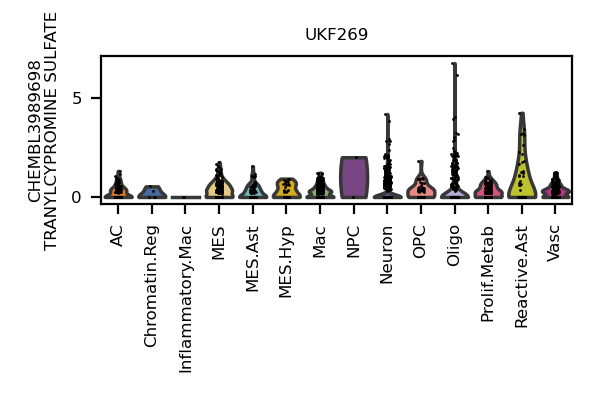 UKF269
CHEMBL3989698
TRANYLCYPROMINE SULFATE
5
0
AC
Chromatin.Reg
Inflammatory.Mac
MES
MES.Ast
MES.Hyp
Mac
NPC
Neuron
OPC
Oligo
Prolif.Metab
Reactive.Ast
Vasc